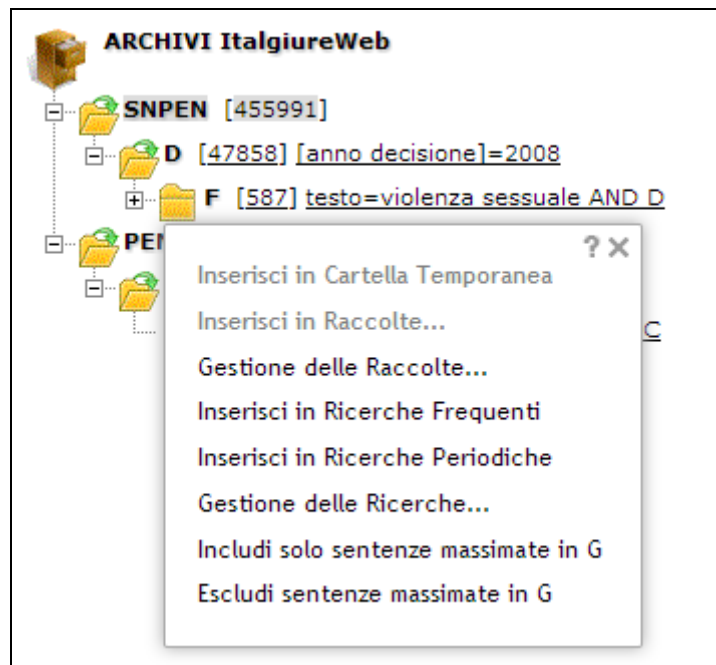 ARCHIVI ItalgiureWeb
SNPEN [455991]
D [47858] [anno decisione]=2008
F [587] testo=violenza sessuale AND D
PEN
? ×
Inserisci in Cartella Temporanea
Inserisci in Raccolte...
C
Gestione delle Raccolte...
Inserisci in Ricerche Frequenti
Inserisci in Ricerche Periodiche
Gestione delle Ricerche...
Includi solo sentenze massimate in G
Escludi sentenze massimate in G